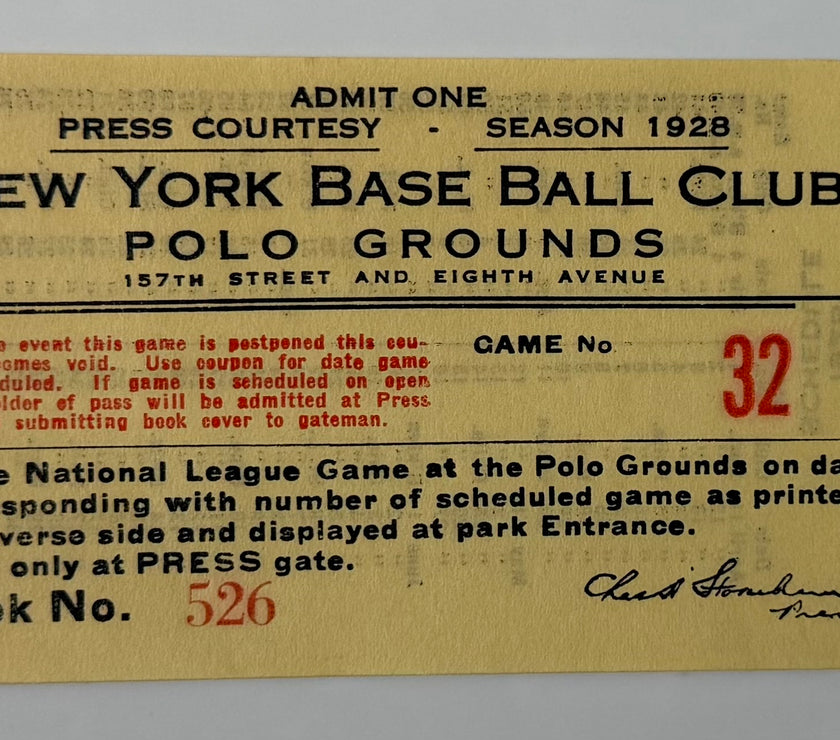 ADMIT ONE
PRESS COURTESY - SEASON 1928
EW YORK BASE BALL CLUB
POLO GROUNDS
157TH STREET AND EIGHTH AVENUE
event this game is postponed this cou-
omes void. Use coupon for date game
duled. If game is scheduled on open
lder of pass will be admitted at Press
submitting book cover to gateman.
GAME No 32
e National League Game at the Polo Grounds on da
sponding with number of scheduled game as printe
verse side and displayed at park Entrance.
only at PRESS gate.
k No. 526
Chas A Stoneham
Pres